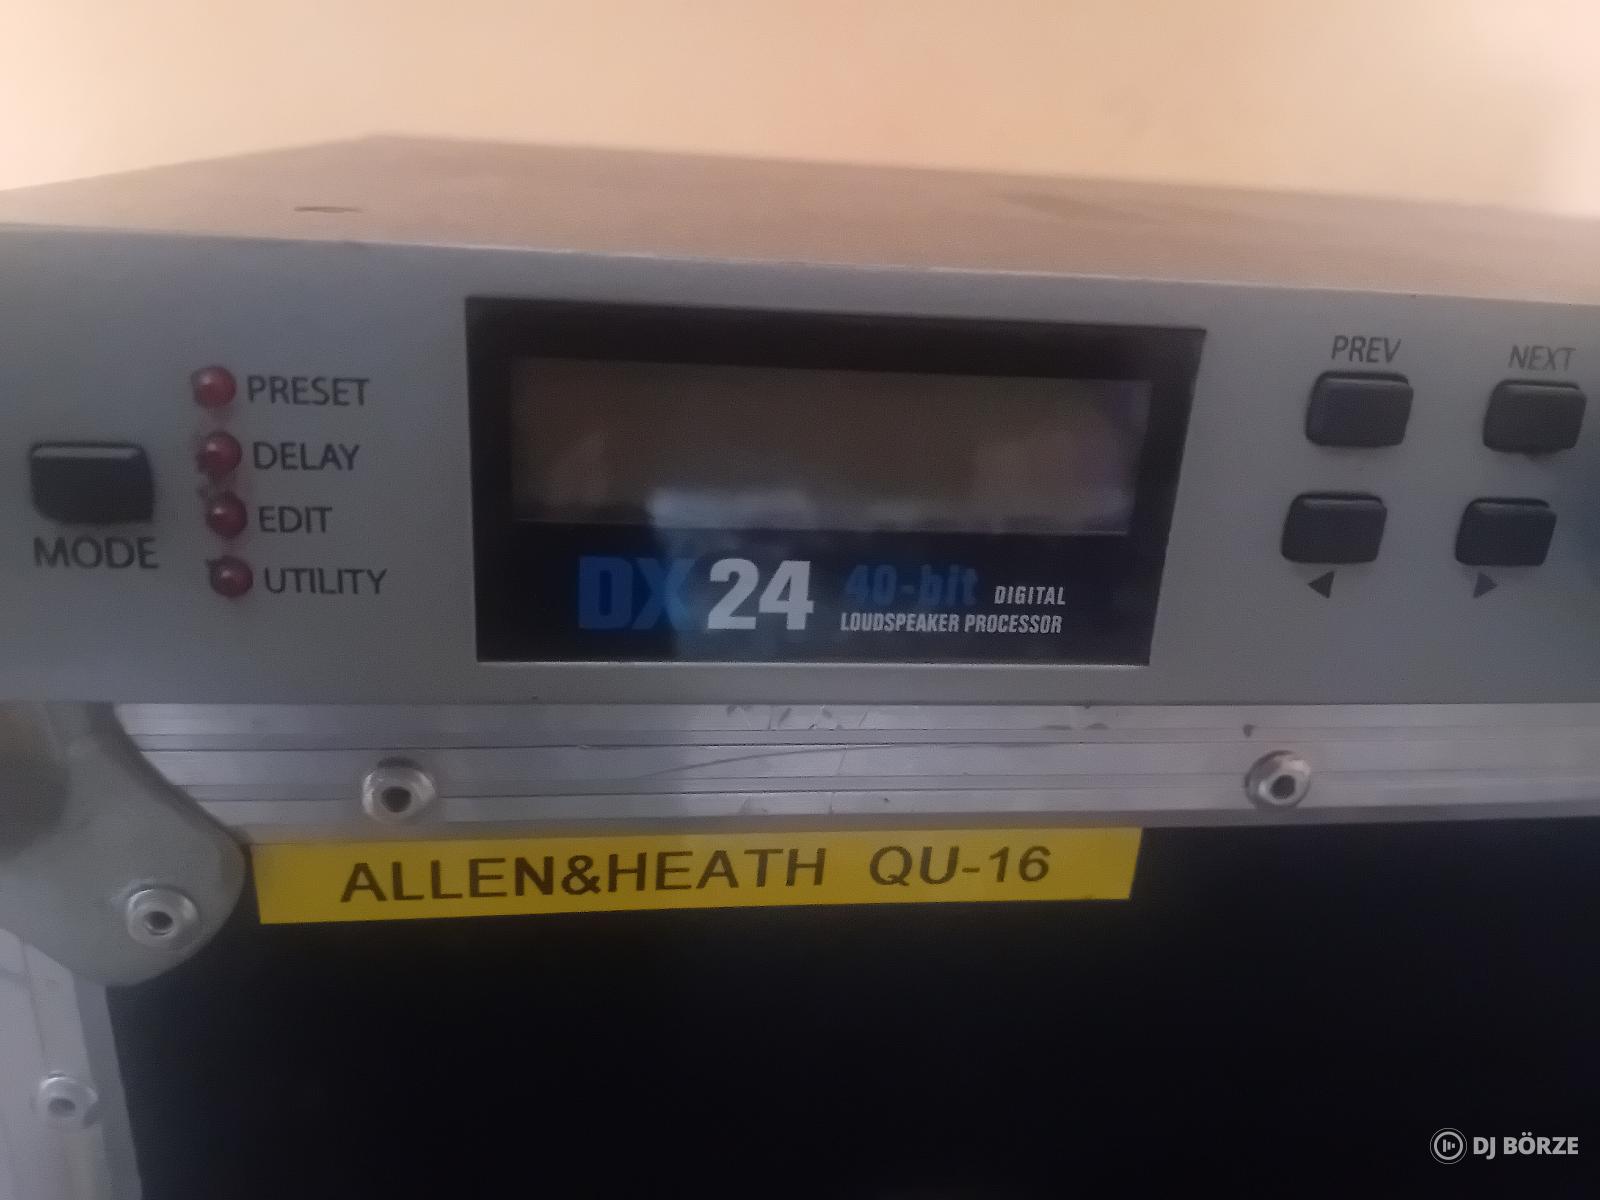 PRESET
DELAY
EDIT
UTILITY
MODE
DX 24 40-bit DIGITAL
LOUDSPEAKER PROCESSOR
PREV NEXT
ALLEN&HEATH QU-16
DJ BÖRZE